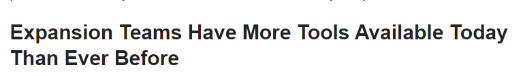 Expansion Teams Have More Tools Available Today
Than Ever Before